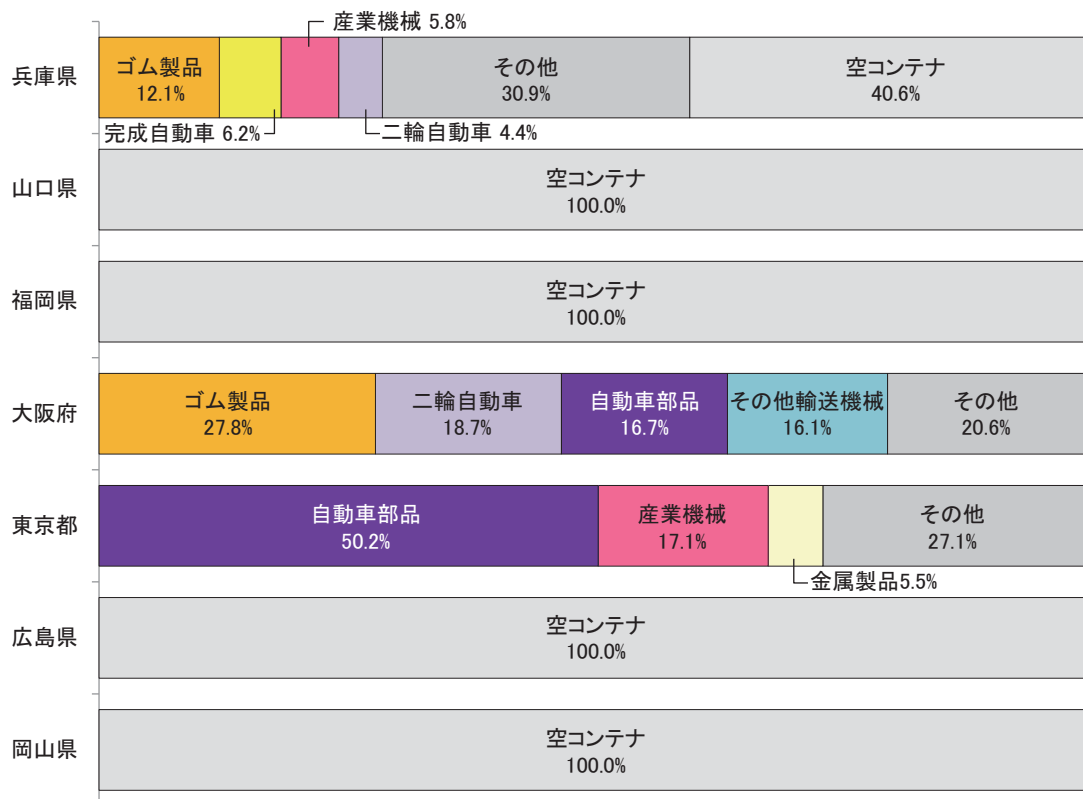 産業機械 5.8%
兵庫県
ゴム製品
12.1%
その他
30.9%
空コンテナ
40.6%
完成自動車 6.2%
二輪自動車 4.4%
山口県
空コンテナ
100.0%
福岡県
空コンテナ
100.0%
大阪府
ゴム製品
27.8%
二輪自動車
18.7%
自動車部品
16.7%
その他輸送機械
16.1%
その他
20.6%
東京都
自動車部品
50.2%
産業機械
17.1%
その他
27.1%
金属製品5.5%
広島県
空コンテナ
100.0%
岡山県
空コンテナ
100.0%